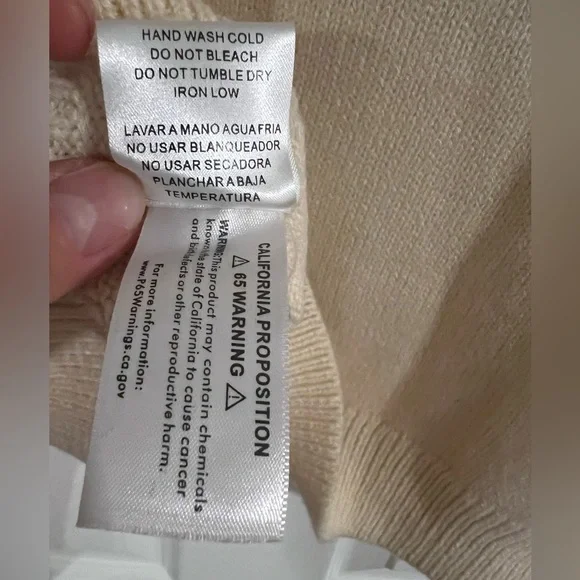 HAND WASH COLD
DO NOT BLEACH
DO NOT TUMBLE DRY
IRON LOW
LAVAR A MANO AGUA FRIA
NO USAR BLANQUEADOR
NO USAR SECADORA
PLANCHAR A BAJA
TEMPERATURA
CALIFORNIA PROPOSITION
⚠ 65 WARNING ⚠
WARNING:This product may contain chemicals
known to the state of California to cause cancer
and birth defects or other reproductive harm.
For more information:
www.P65Warnings.ca.gov